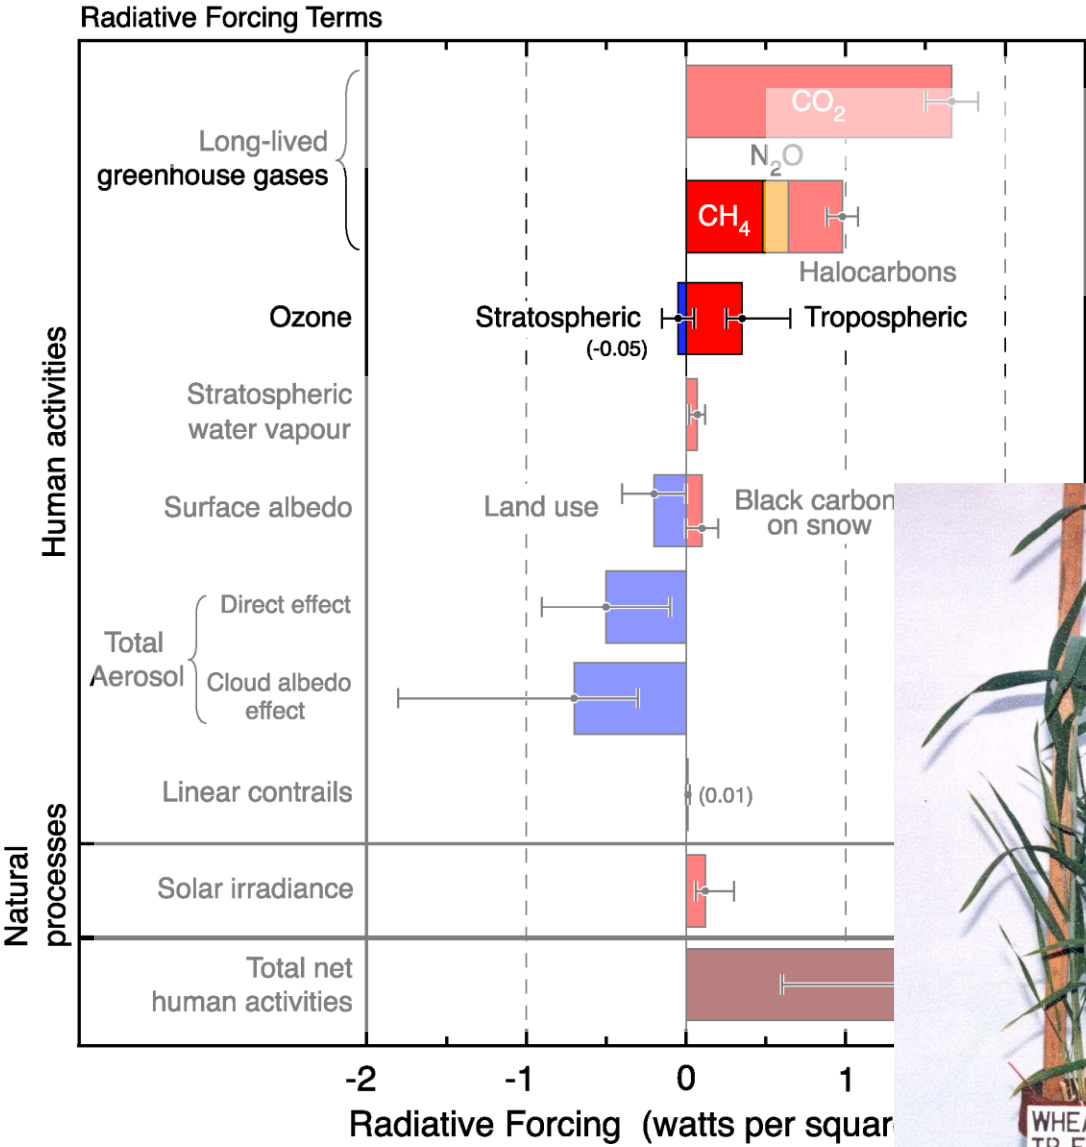 Radiative Forcing Terms
CO2
Long-lived
greenhouse gases
N2O
CH4
Halocarbons
Ozone
Stratospheric
(-0.05)
Tropospheric
Human activities
Stratospheric
water vapour
Surface albedo
Land use
Black carbon
on snow
Total
Aerosol
Direct effect
Cloud albedo
effect
Linear contrails
(0.01)
Natural
processes
Solar irradiance
Total net
human activities
-2 -1 0 1
Radiative Forcing (watts per squar